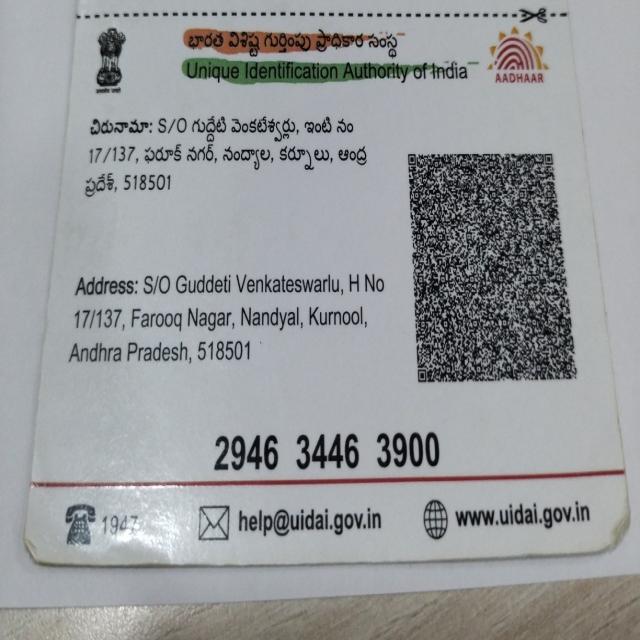 భారత విశిష్ట గుర్తింపు ప్రాధికార సంస్థ
Unique Identification Authority of India
AADHAAR
చిరునామా: S/O గుద్దేటి వెంకటేశ్వర్లు, ఇంటి నం
17/137, ఫరూక్ నగర్, నంద్యాల, కర్నూలు, ఆంధ్ర
ప్రదేశ్, 518501
Address: S/O Guddeti Venkateswarlu, H No
17/137, Farooq Nagar, Nandyal, Kurnool,
Andhra Pradesh, 518501
2946 3446 3900
1947 help@uidai.gov.in www.uidai.gov.in